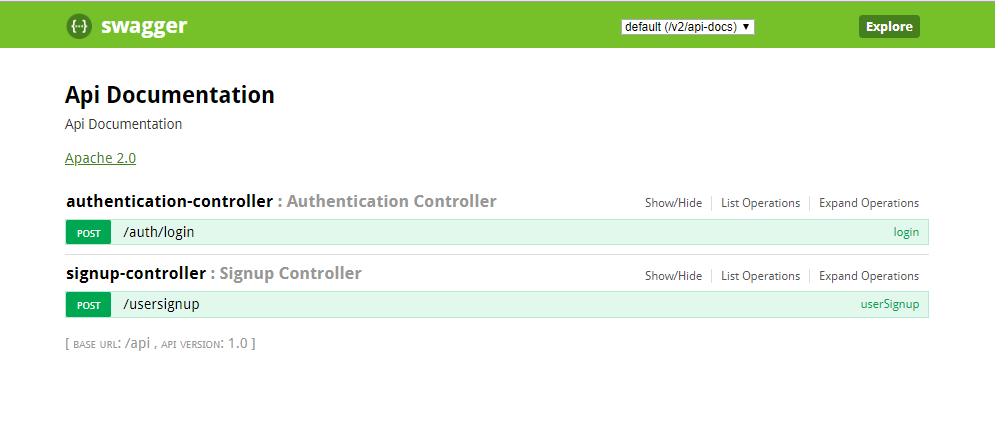 {···} swagger default (/v2/api-docs) Explore
Api Documentation
Api Documentation
Apache 2.0
authentication-controller : Authentication Controller Show/Hide List Operations Expand Operations
POST /auth/login login
signup-controller : Signup Controller Show/Hide List Operations Expand Operations
POST /usersignup userSignup
[ BASE URL: /api , API VERSION: 1.0 ]